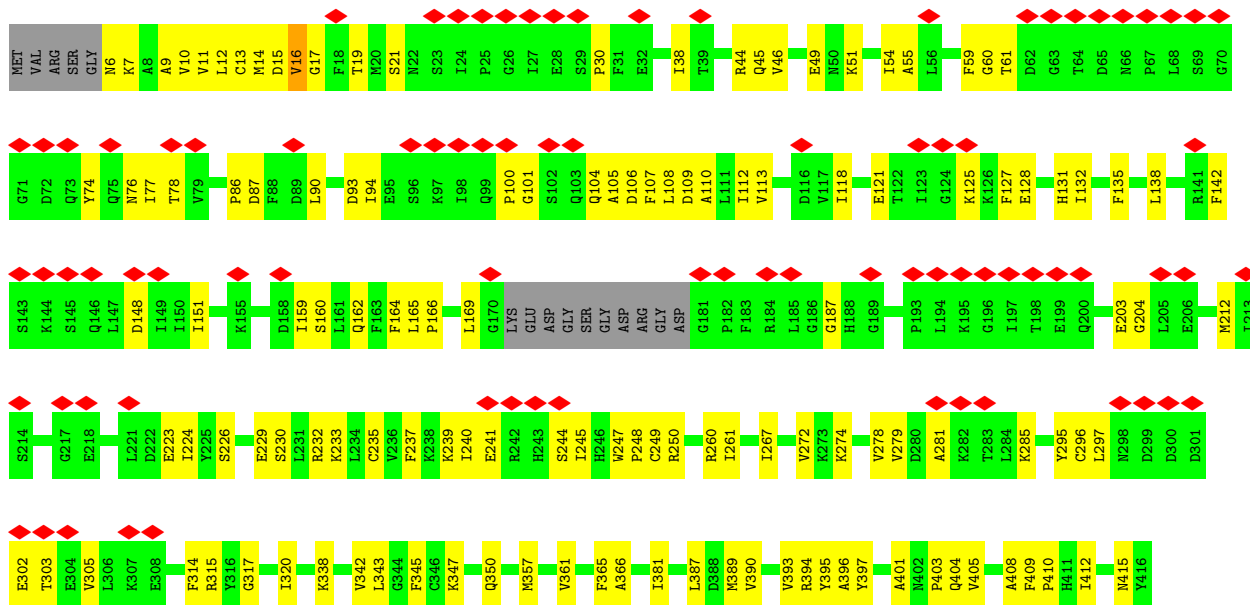 MET VAL ARG SER GLY N6 K7 A8 A9 V10 V11 L12 C13 M14 D15 V16 G17 F18 T19 M20 S21 N22 S23 I24 P25 G26 I27 E28 S29 P30 F31 E32 I38 T39 R44 Q45 V46 E49 N50 K51 I54 A55 L56 F59 G60 T61 D62 G63 T64 D65 N66 P67 L68 S69 G70
G71 D72 Q73 Y74 Q75 N76 I77 T78 V79 P86 D87 F88 D89 L90 D93 I94 E95 S96 K97 I98 Q99 P100 G101 S102 Q103 Q104 A105 D106 F107 L108 D109 A110 L111 I112 V113 D116 V117 I118 E121 T122 I123 G124 K125 K126 F127 E128 H131 I132 F135 L138 R141 F142
S143 K144 S145 Q146 L147 D148 I149 I150 I151 K155 D158 I159 S160 L161 Q162 F163 F164 L165 P166 L169 G170 LYS GLU ASP GLY SER GLY ASP ARG GLY ASP G181 P182 F183 R184 L185 G186 G187 H188 G189 P193 L194 K195 G196 I197 T198 E199 Q200 E203 G204 L205 E206 M212 I213
S214 G217 E218 L221 D222 E223 I224 Y225 S226 E229 S230 L231 R232 K233 L234 C235 V236 F237 K238 K239 I240 E241 R242 H243 S244 I245 H246 W247 P248 C249 R250 R260 I261 I267 V272 K273 K274 V278 V279 D280 A281 K282 T283 L284 K285 Y295 C296 L297 N298 D299 D300 D301
E302 T303 E304 V305 L306 K307 E308 F314 R315 Y316 G317 I320 K338 V342 L343 G344 F345 C346 K347 Q350 M357 V361 F365 A366 I381 L387 D388 M389 V390 V393 R394 Y395 A396 Y397 A401 N402 P403 Q404 V405 A408 F409 P410 H411 I412 N415 Y416